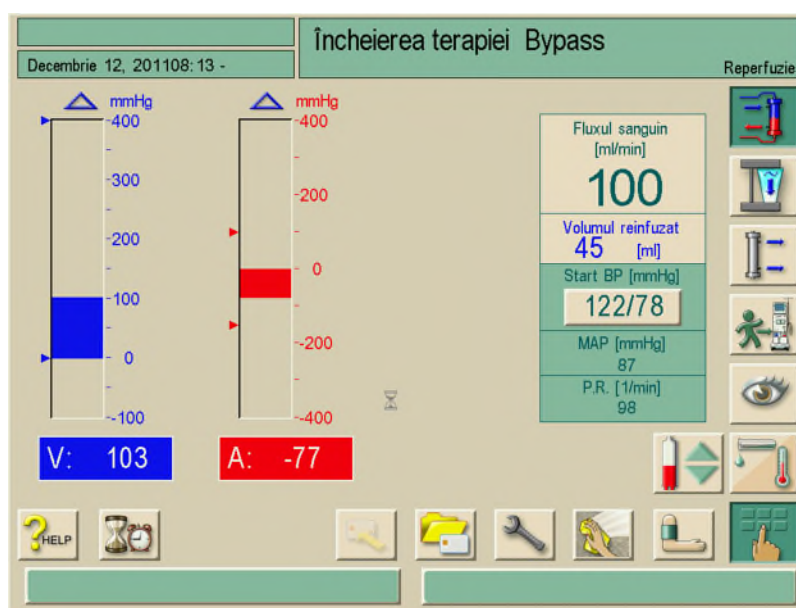 Încheierea terapiei Bypass
Decembrie 12, 201108:13 -
Reperfuzie
mmHg
400
-300
-200
-100
0
-100
V: 103
mmHg
400
-200
0
-200
-400
A: -77
Fluxul sanguin
[ml/min]
100
Volumul reinfuzat
45 [ml]
Start BP [mmHg]
122/78
MAP [mmHg]
87
P.R. [1/min]
98
HELP